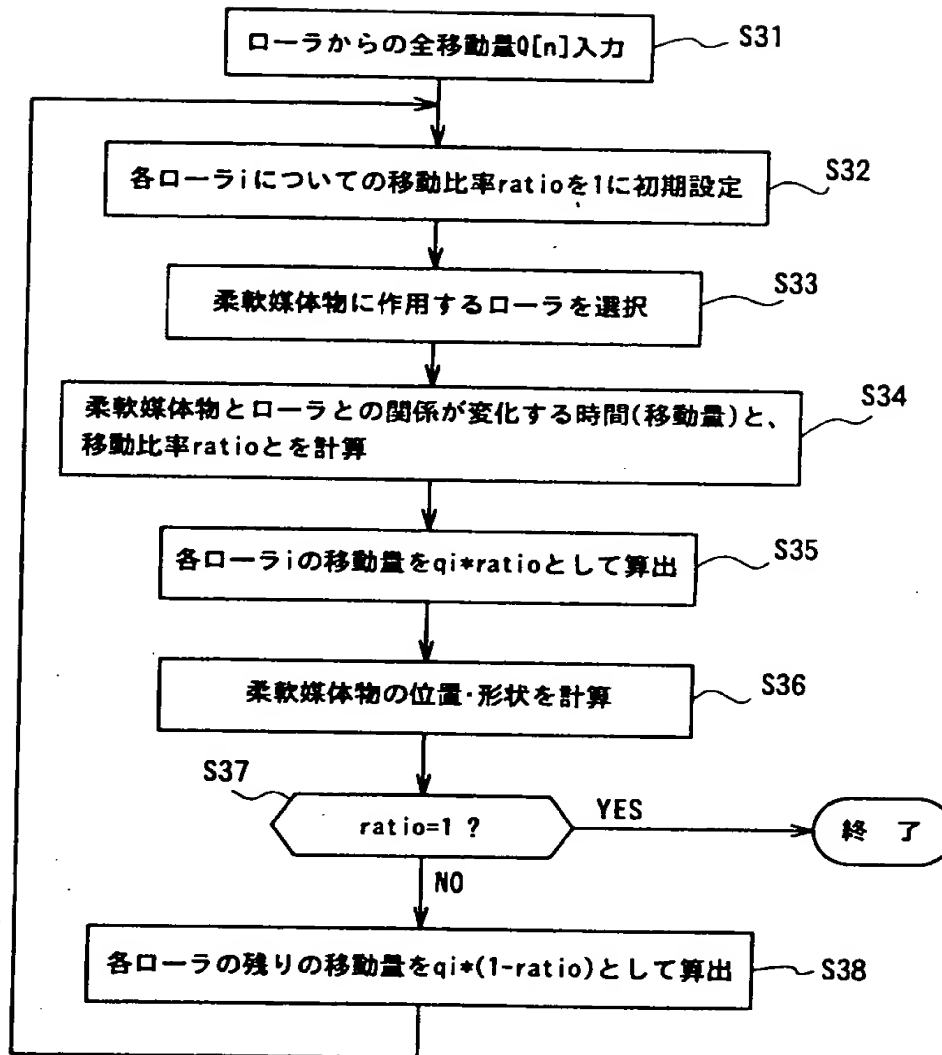 ローラからの全移動量Q[n]入力
S31
各ローラiについての移動比率ratioを1に初期設定
S32
柔軟媒体物に作用するローラを選択
S33
柔軟媒体物とローラとの関係が変化する時間(移動量)と、
移動比率ratioとを計算
S34
各ローラiの移動量をqi*ratioとして算出
S35
柔軟媒体物の位置・形状を計算
S36
S37
ratio=1 ?
YES
終 了
NO
各ローラの残りの移動量をqi*(1-ratio)として算出
S38